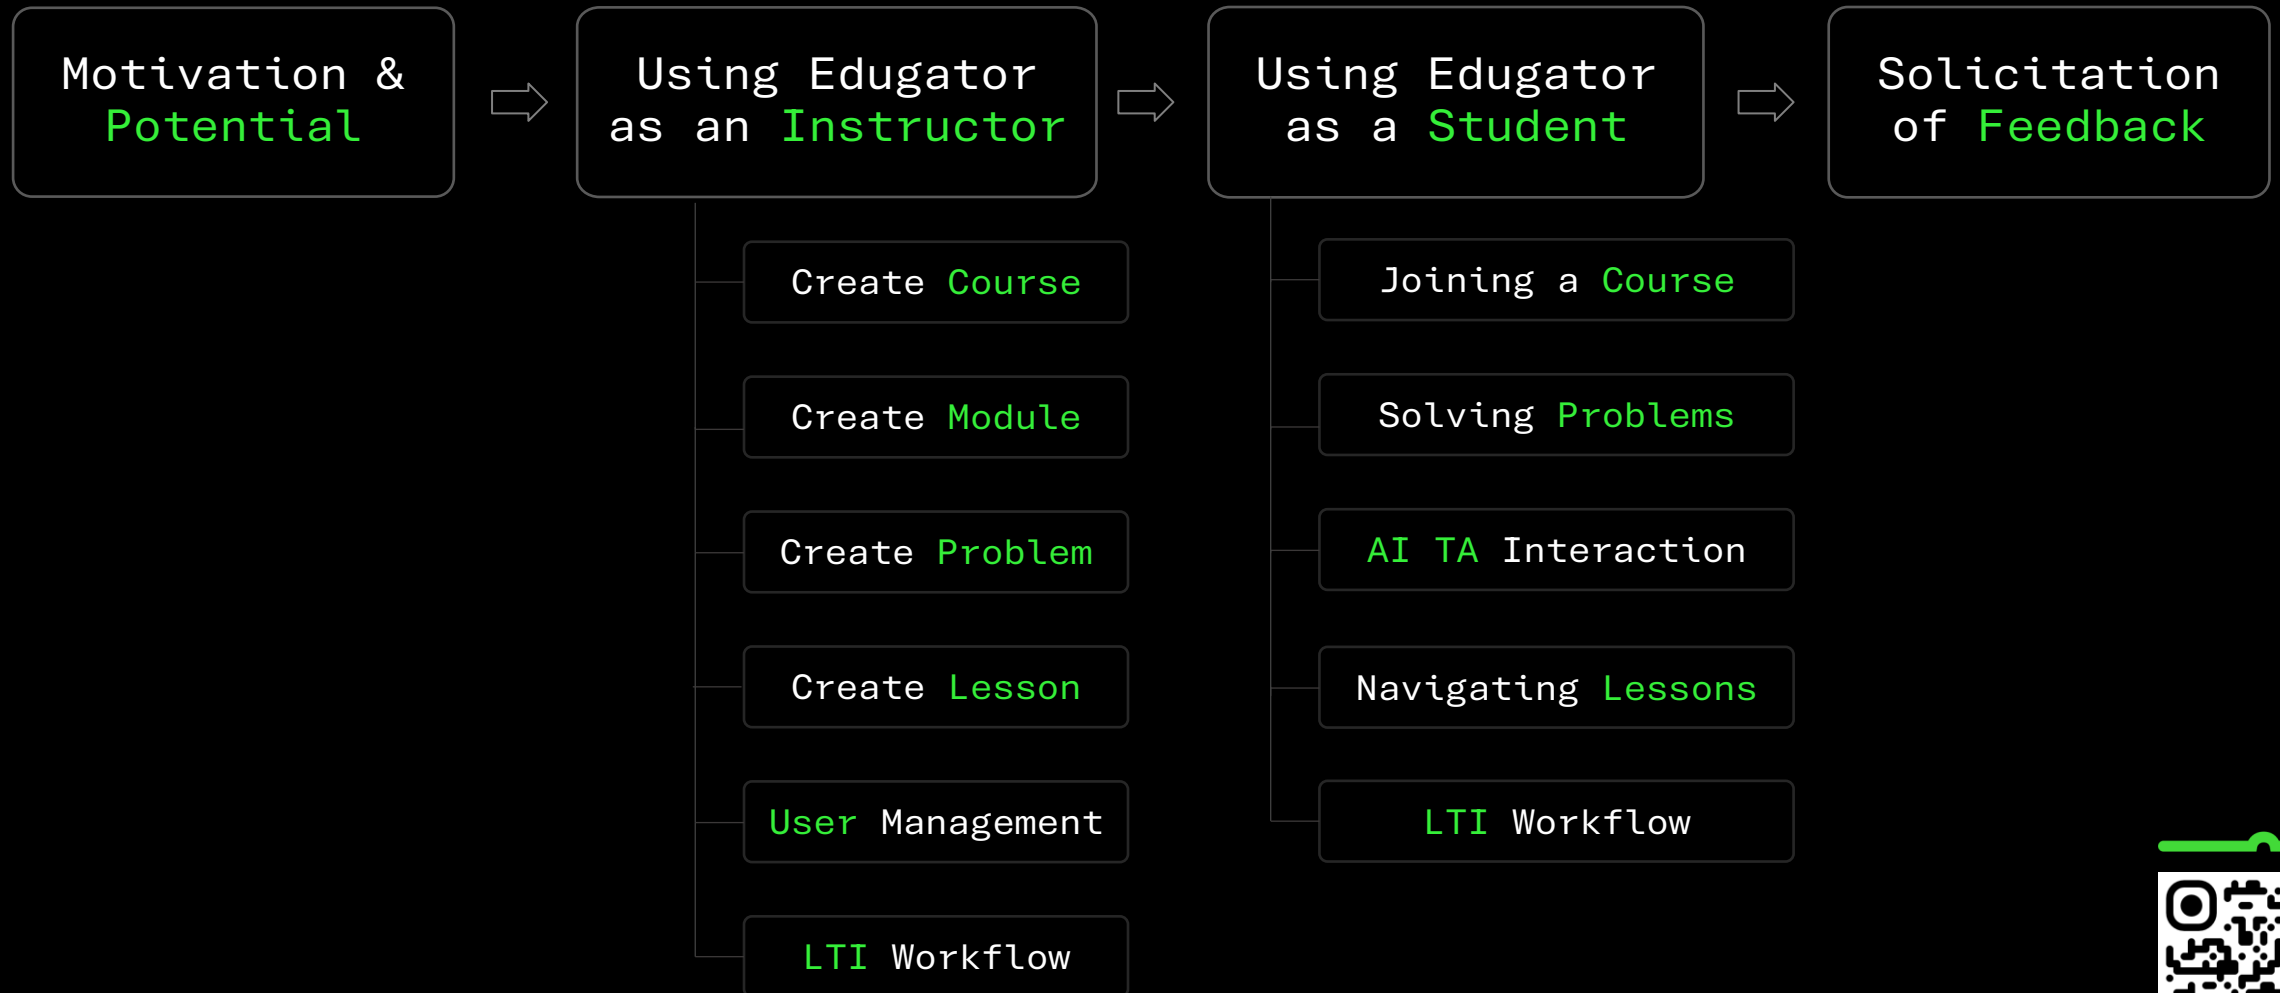 Motivation &
Potential
Using Edugator
as an Instructor
Using Edugator
as a Student
Solicitation
of Feedback
Create Course
Create Module
Create Problem
Create Lesson
User Management
LTI Workflow
Joining a Course
Solving Problems
AI TA Interaction
Navigating Lessons
LTI Workflow